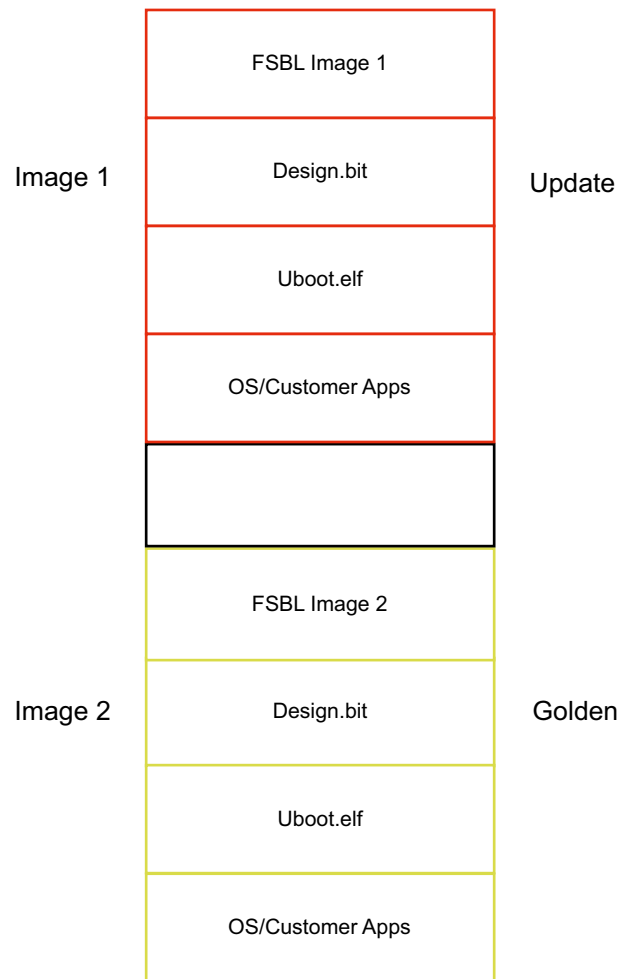 FSBL Image 1
Image 1
Design.bit
Update
Uboot.elf
OS/Customer Apps
FSBL Image 2
Image 2
Design.bit
Golden
Uboot.elf
OS/Customer Apps